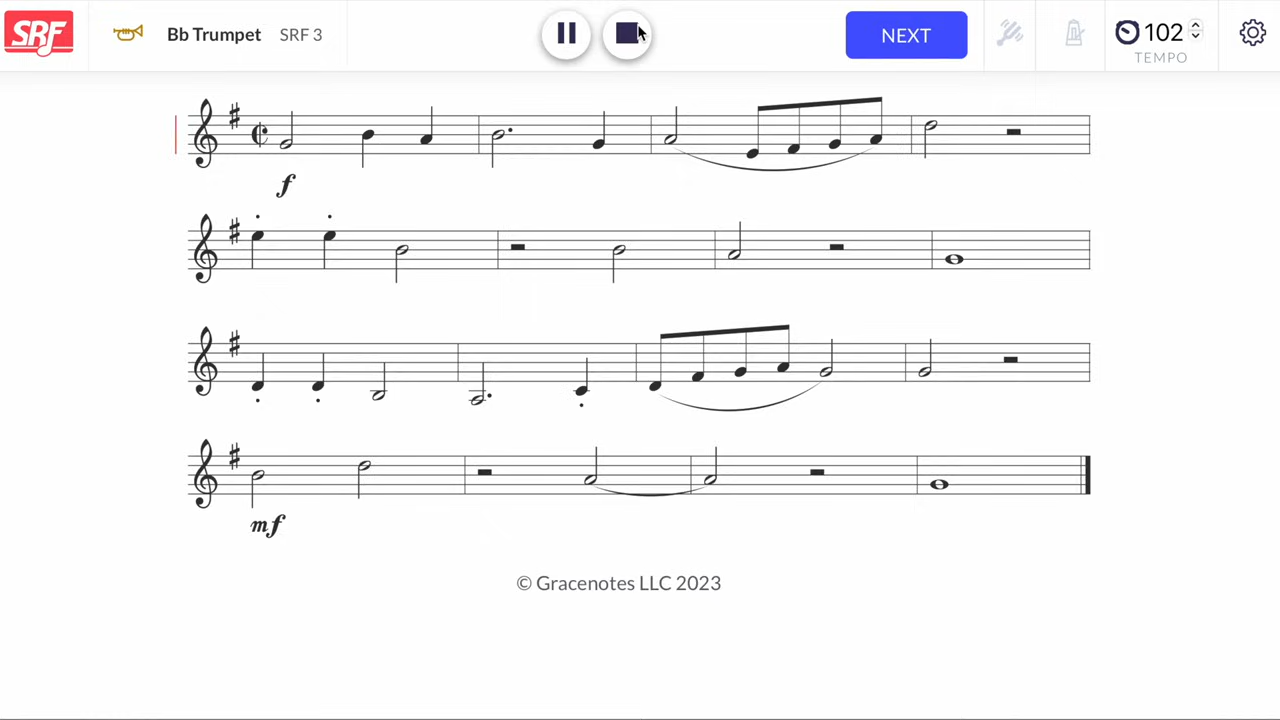 SRF Bb Trumpet SRF 3 NEXT 102
TEMPO
f
mf
© Gracenotes LLC 2023